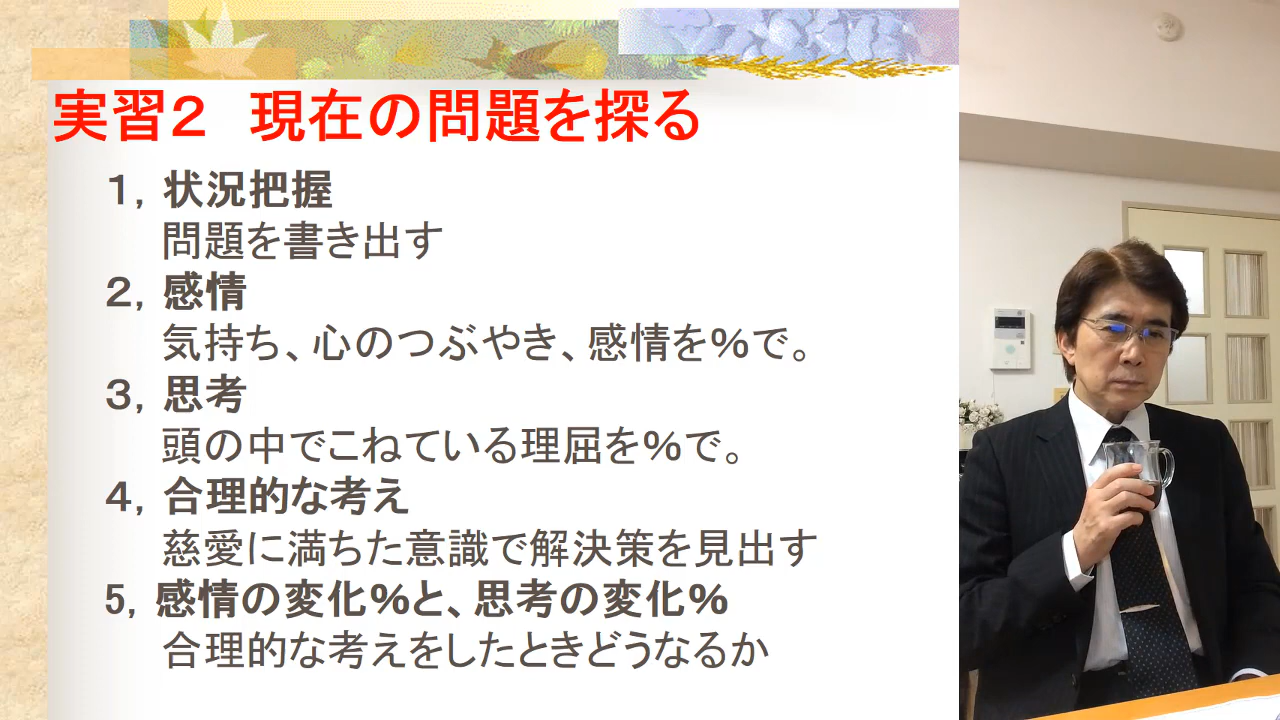 実習２　現在の問題を探る
１，状況把握
問題を書き出す
２，感情
気持ち、心のつぶやき、感情を％で。
３，思考
頭の中でこねている理屈を％で。
４，合理的な考え
慈愛に満ちた意識で解決策を見出す
５，感情の変化％と、思考の変化％
合理的な考えをしたときどうなるか